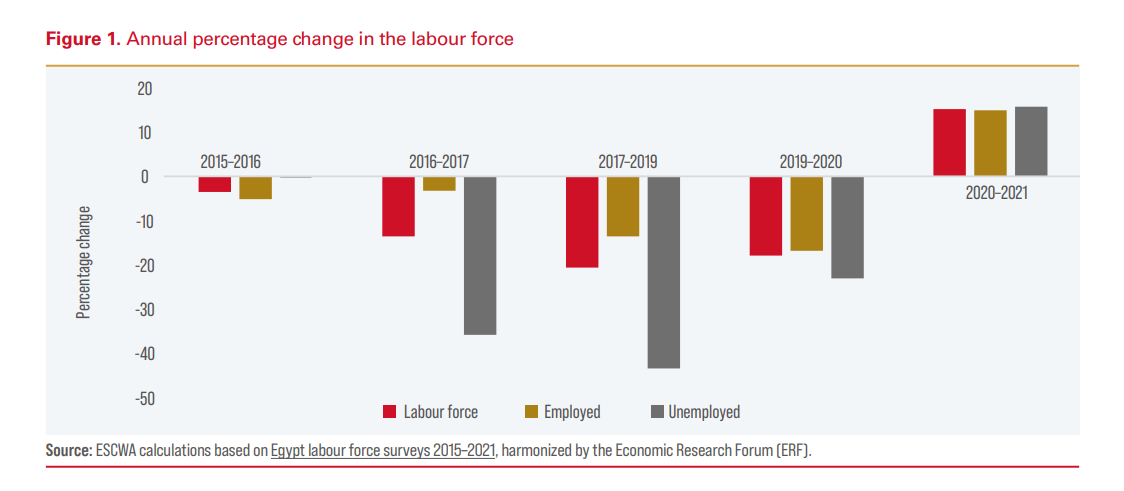 Figure 1. Annual percentage change in the labour force
20
10
0
-10
-20
-30
-40
-50
Percentage change
2015–2016
2016–2017
2017–2019
2019–2020
2020–2021
Labour force
Employed
Unemployed
Source: ESCWA calculations based on Egypt labour force surveys 2015–2021, harmonized by the Economic Research Forum (ERF).